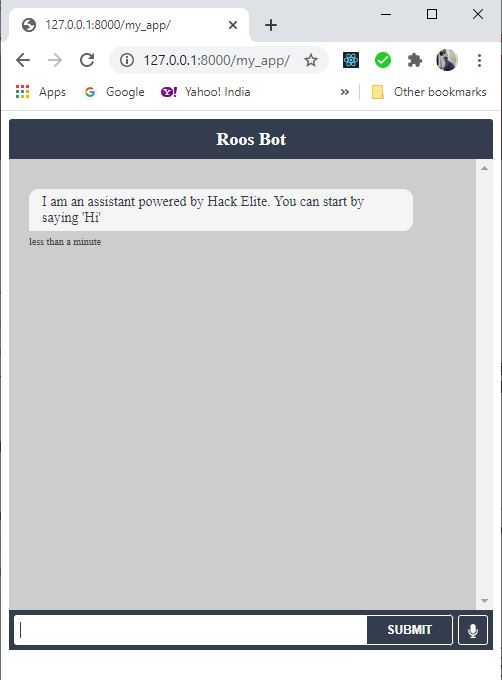 127.0.0.1:8000/my_app/
127.0.0.1:8000/my_app/
Apps Google Yahoo! India » Other bookmarks
Roos Bot
I am an assistant powered by Hack Elite. You can start by
saying 'Hi'
less than a minute
SUBMIT